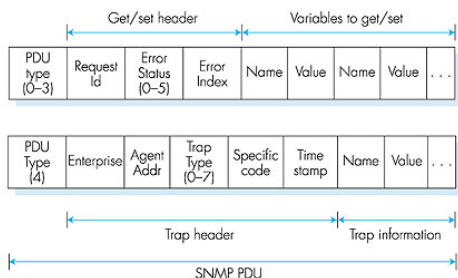 Get/set header
Variables to get/set
PDU type (0–3)
Request Id
Error Status (0–5)
Error Index
Name
Value
Name
Value
. . .
PDU Type (4)
Enterprise
Agent Addr
Trap Type (0–7)
Specific code
Time stamp
Name
Value
. . .
Trap header
Trap information
SNMP PDU